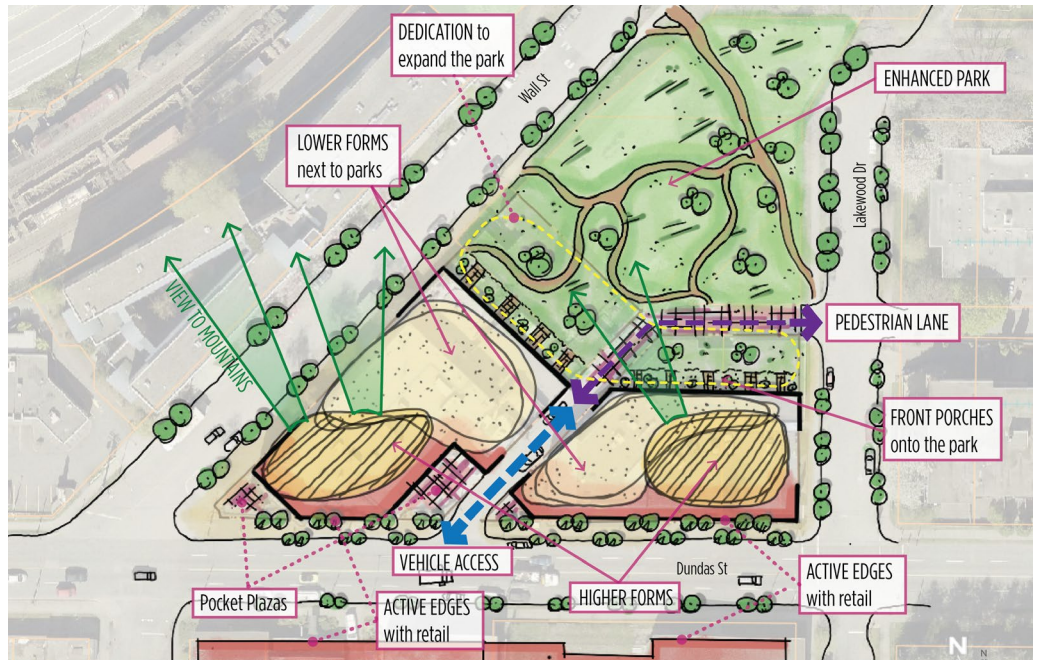 DEDICATION to
expand the park
Wall St
ENHANCED PARK
LOWER FORMS
next to parks
Lakewood Dr
VIEW TO MOUNTAINS
PEDESTRIAN LANE
FRONT PORCHES
onto the park
VEHICLE ACCESS
Dundas St
ACTIVE EDGES
with retail
HIGHER FORMS
Pocket Plazas
ACTIVE EDGES
with retail
N
N